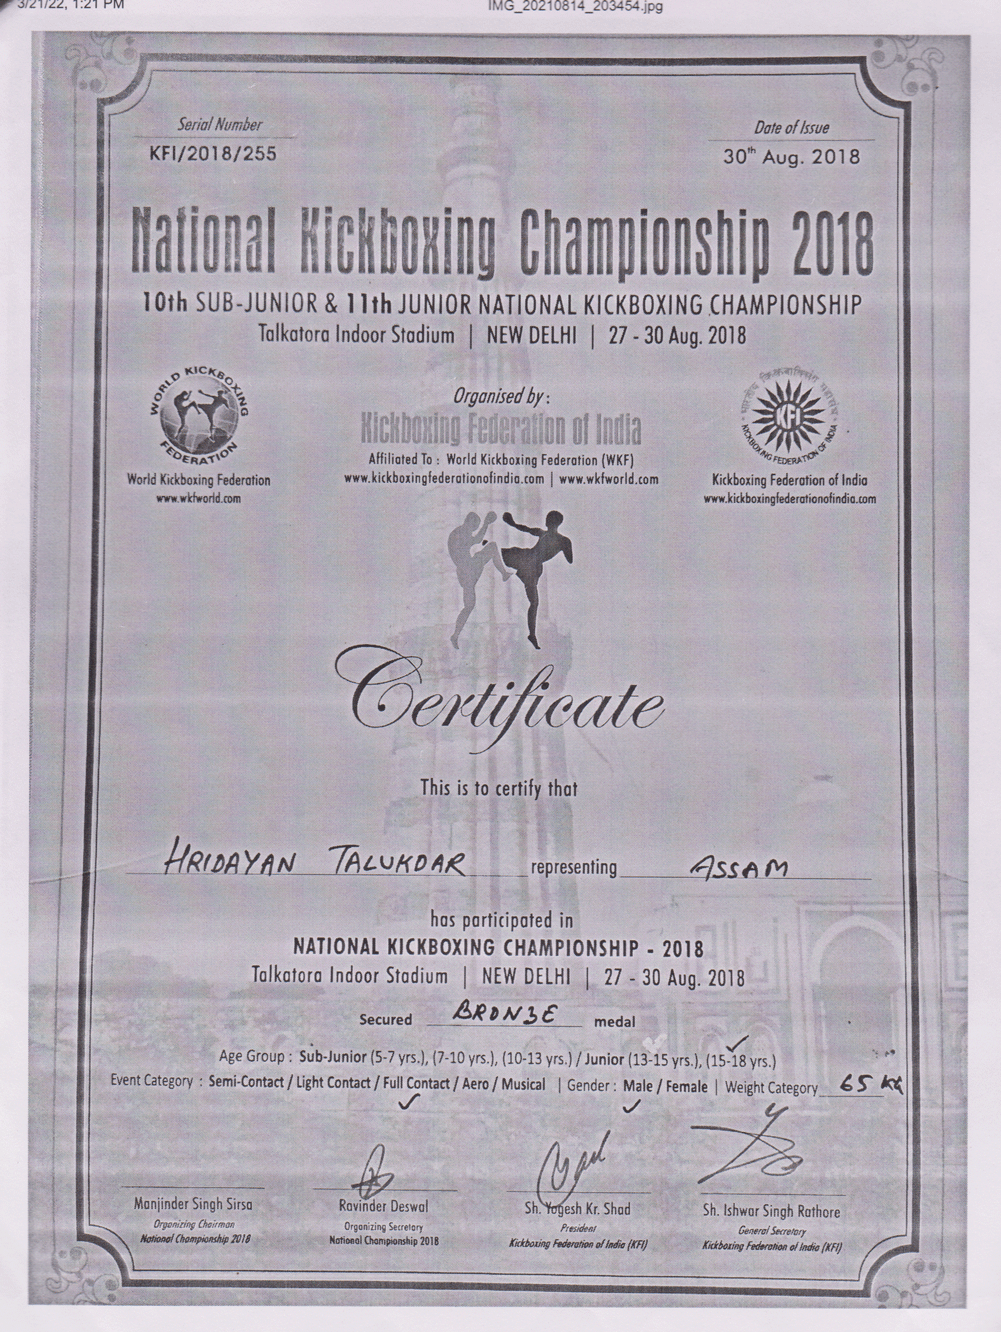 3/21/22, 1:21 PM
IMG_20210814_203454.jpg
Serial Number
KFI/2018/255
Date of Issue
30th Aug. 2018
National Kickboxing Championship 2018
10th SUB-JUNIOR & 11th JUNIOR NATIONAL KICKBOXING CHAMPIONSHIP
Talkatora Indoor Stadium | NEW DELHI | 27 - 30 Aug. 2018
WORLD KICKBOXING FEDERATION
World Kickboxing Federation
www.wkfworld.com
Organised by :
Kickboxing Federation of India
Affiliated To : World Kickboxing Federation (WKF)
www.kickboxingfederationofindia.com | www.wkfworld.com
KFI
KICKBOXING FEDERATION OF INDIA
Kickboxing Federation of India
www.kickboxingfederationofindia.com
Certificate
This is to certify that
HRIDAYAN TALUKDAR representing ASSAM
has participated in
NATIONAL KICKBOXING CHAMPIONSHIP - 2018
Talkatora Indoor Stadium | NEW DELHI | 27 - 30 Aug. 2018
Secured BRONZE medal
Age Group : Sub-Junior (5-7 yrs.), (7-10 yrs.), (10-13 yrs.) / Junior (13-15 yrs.), (15-18 yrs.)
Event Category : Semi-Contact / Light Contact / Full Contact / Aero / Musical | Gender : Male / Female | Weight Category 65 kg
Manjinder Singh Sirsa
Organizing Chairman
National Championship 2018
Ravinder Deswal
Organizing Secretary
National Championship 2018
Sh. Yogesh Kr. Shad
President
Kickboxing Federation of India (KFI)
Sh. Ishwar Singh Rathore
General Secretary
Kickboxing Federation of India (KFI)